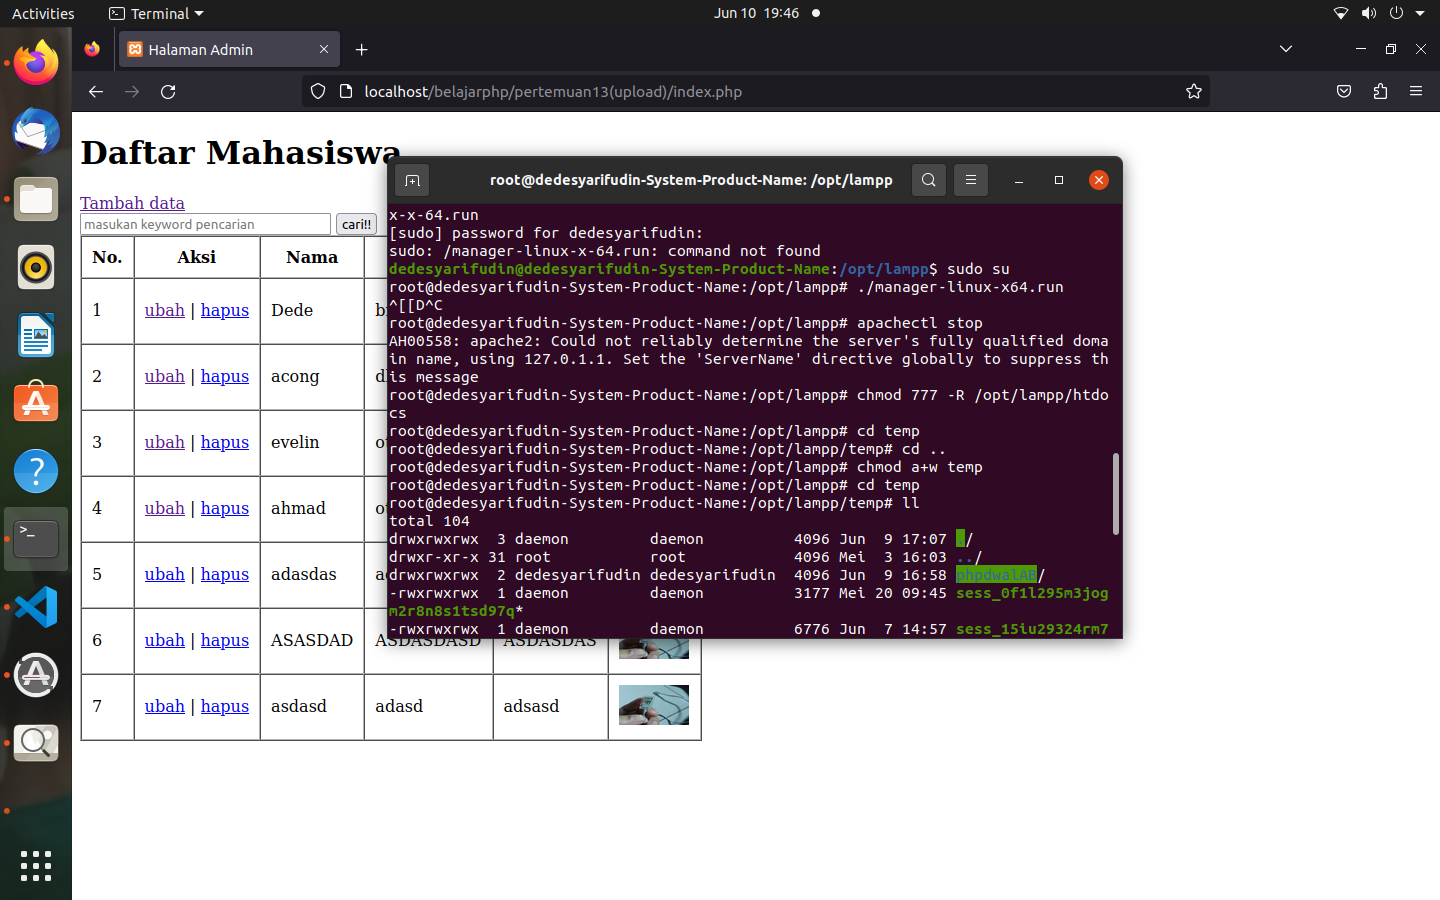 Activities
Terminal
Jun 10 19:46
Halaman Admin
localhost/belajarphp/pertemuan13(upload)/index.php
Daftar Mahasiswa
Tambah data
masukan keyword pencarian
cari!!
No. Aksi Nama
1 ubah | hapus Dede
2 ubah | hapus acong
3 ubah | hapus evelin
4 ubah | hapus ahmad
5 ubah | hapus adasdas
6 ubah | hapus ASASDAD ASDASDASD ASDASDAS
7 ubah | hapus asdasd adasd adsasd
root@dedesyarifudin-System-Product-Name: /opt/lampp
x-x-64.run
[sudo] password for dedesyarifudin:
sudo: /manager-linux-x-64.run: command not found
dedesyarifudin@dedesyarifudin-System-Product-Name:/opt/lampp$ sudo su
root@dedesyarifudin-System-Product-Name:/opt/lampp# ./manager-linux-x64.run
^[[D^C
root@dedesyarifudin-System-Product-Name:/opt/lampp# apachectl stop
AH00558: apache2: Could not reliably determine the server's fully qualified doma
in name, using 127.0.1.1. Set the 'ServerName' directive globally to suppress th
is message
root@dedesyarifudin-System-Product-Name:/opt/lampp# chmod 777 -R /opt/lampp/htdo
cs
root@dedesyarifudin-System-Product-Name:/opt/lampp# cd temp
root@dedesyarifudin-System-Product-Name:/opt/lampp/temp# cd ..
root@dedesyarifudin-System-Product-Name:/opt/lampp# chmod a+w temp
root@dedesyarifudin-System-Product-Name:/opt/lampp# cd temp
root@dedesyarifudin-System-Product-Name:/opt/lampp/temp# ll
total 104
drwxrwxrwx 3 daemon daemon 4096 Jun 9 17:07 ./
drwxr-xr-x 31 root root 4096 Mei 3 16:03 ../
drwxrwxrwx 2 dedesyarifudin dedesyarifudin 4096 Jun 9 16:58 phpdwalAB/
-rwxrwxrwx 1 daemon daemon 3177 Mei 20 09:45 sess_0f1l295m3jog
m2r8n8s1tsd97q*
-rwxrwxrwx 1 daemon daemon 6776 Jun 7 14:57 sess_15iu29324rm7